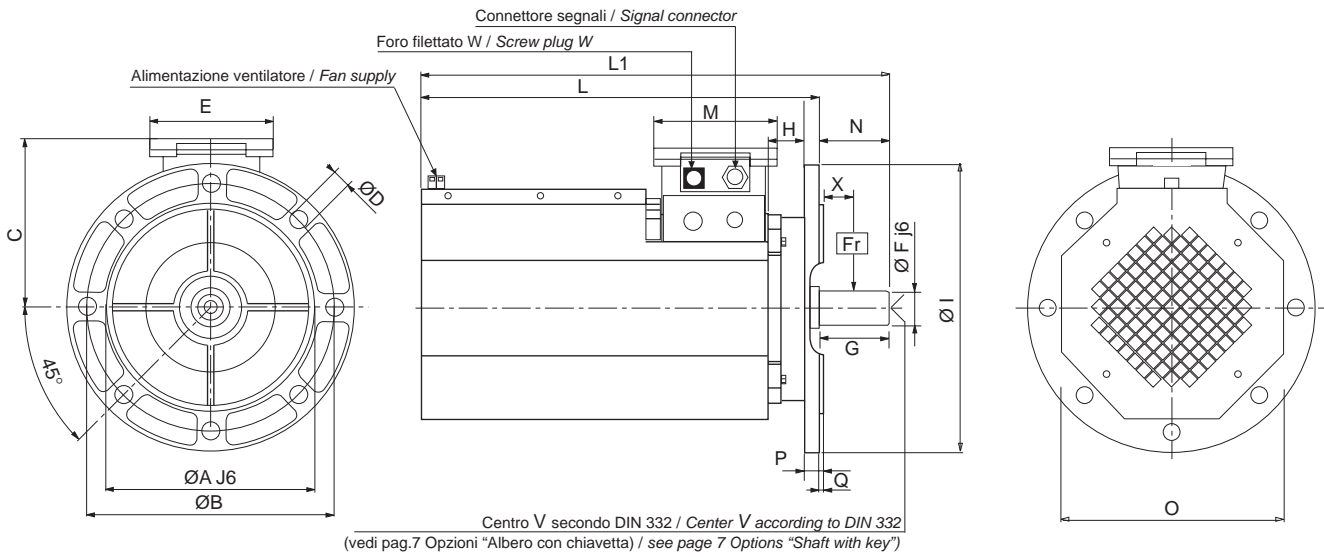 Connettore segnali / Signal connector
Foro filettato W / Screw plug W
Alimentazione ventilatore / Fan supply
L1
L
E
M
H
N
ØD
X
C
Fr
Ø F j6
Ø I
G
45°
P
Q
ØA J6
ØB
O
Centro V secondo DIN 332 / Center V according to DIN 332
(vedi pag.7 Opzioni “Albero con chiavetta) / see page 7 Options “Shaft with key”)